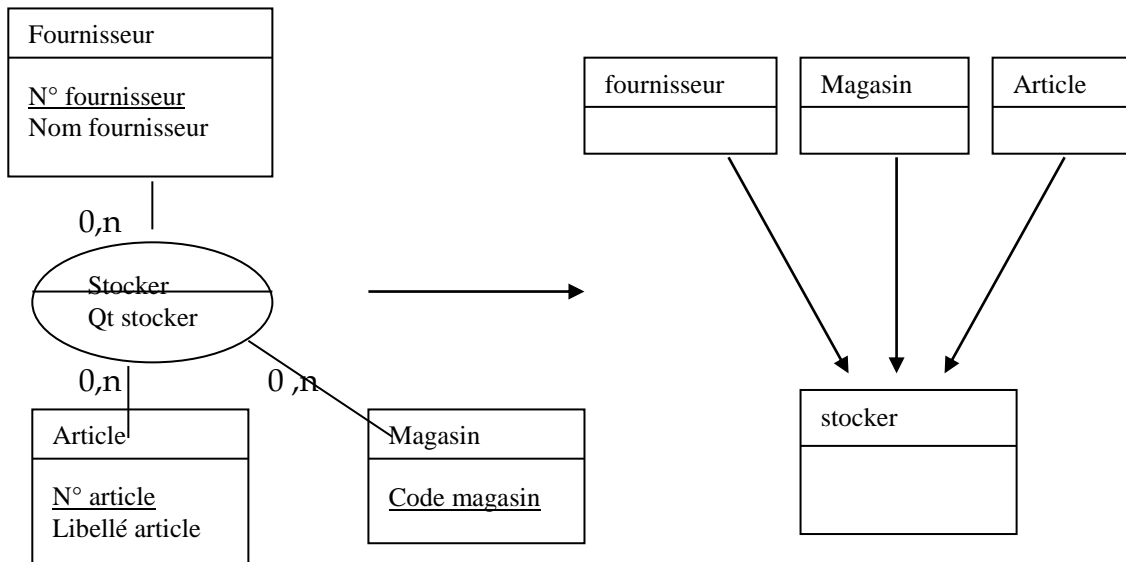 Fournisseur
N° fournisseur
Nom fournisseur
0,n
Stocker
Qt stocker
0,n
0 ,n
Article
N° article
Libellé article
Magasin
Code magasin
fournisseur
Magasin
Article
stocker